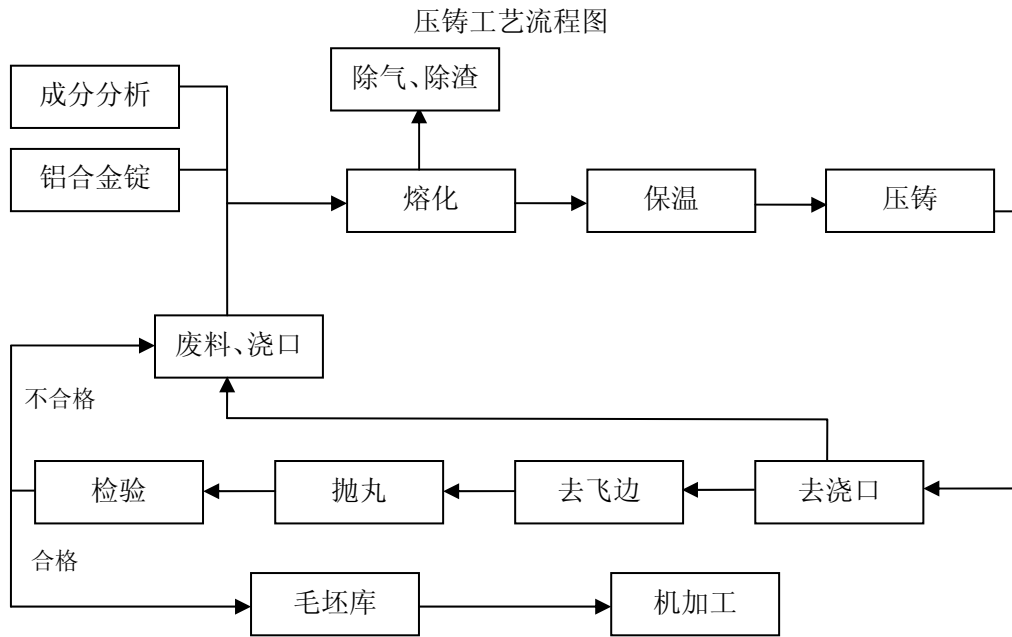 压铸工艺流程图
除气、除渣
成分分析
铝合金锭
熔化
保温
压铸
废料、浇口
不合格
检验
抛丸
去飞边
去浇口
合格
毛坯库
机加工